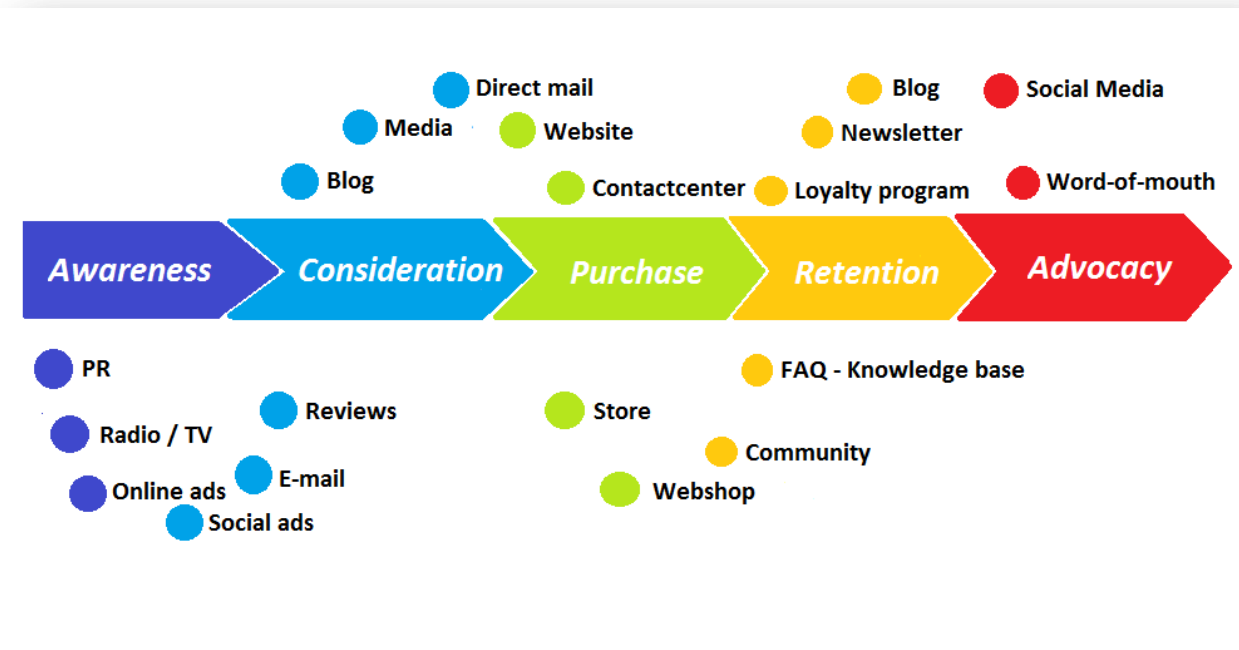 Direct mail
Blog
Social Media
Media
Website
Newsletter
Blog
Contactcenter
Loyalty program
Word-of-mouth
Awareness
Consideration
Purchase
Retention
Advocacy
PR
FAQ - Knowledge base
Reviews
Store
Radio / TV
Community
E-mail
Online ads
Webshop
Social ads